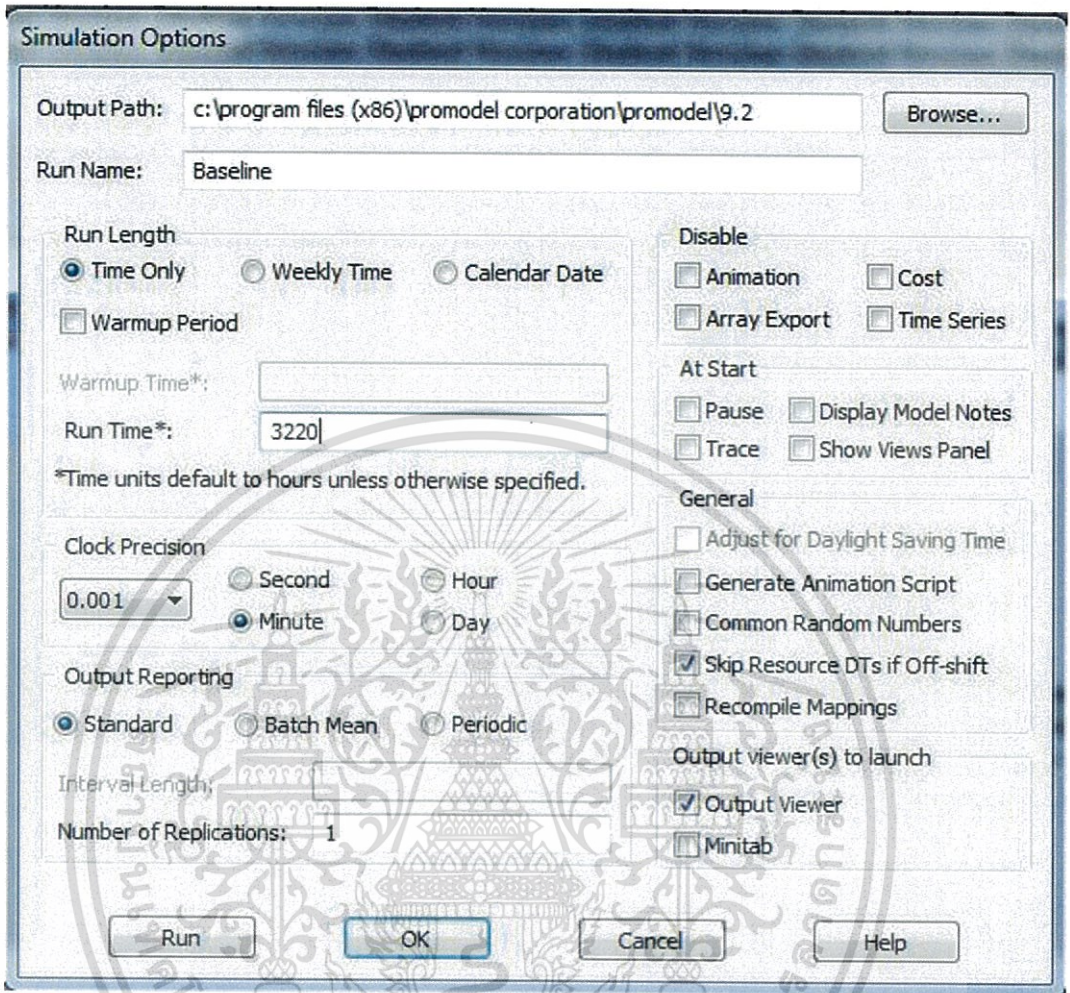 Simulation Options
Output Path: c:\program files (x86)\promodel corporation\promodel\9.2 Browse...
Run Name: Baseline
Run Length
Time Only Weekly Time Calendar Date
Warmup Period
Warmup Time*:
Run Time*: 3220
*Time units default to hours unless otherwise specified.
Clock Precision
0.001 Second Hour
Minute Day
Output Reporting
Standard Batch Mean Periodic
Interval Length:
Number of Replications: 1
Disable
Animation Cost
Array Export Time Series
At Start
Pause Display Model Notes
Trace Show Views Panel
General
Adjust for Daylight Saving Time
Generate Animation Script
Common Random Numbers
Skip Resource DTs if Off-shift
Recompile Mappings
Output viewer(s) to launch
Output Viewer
Minitab
Run OK Cancel Help